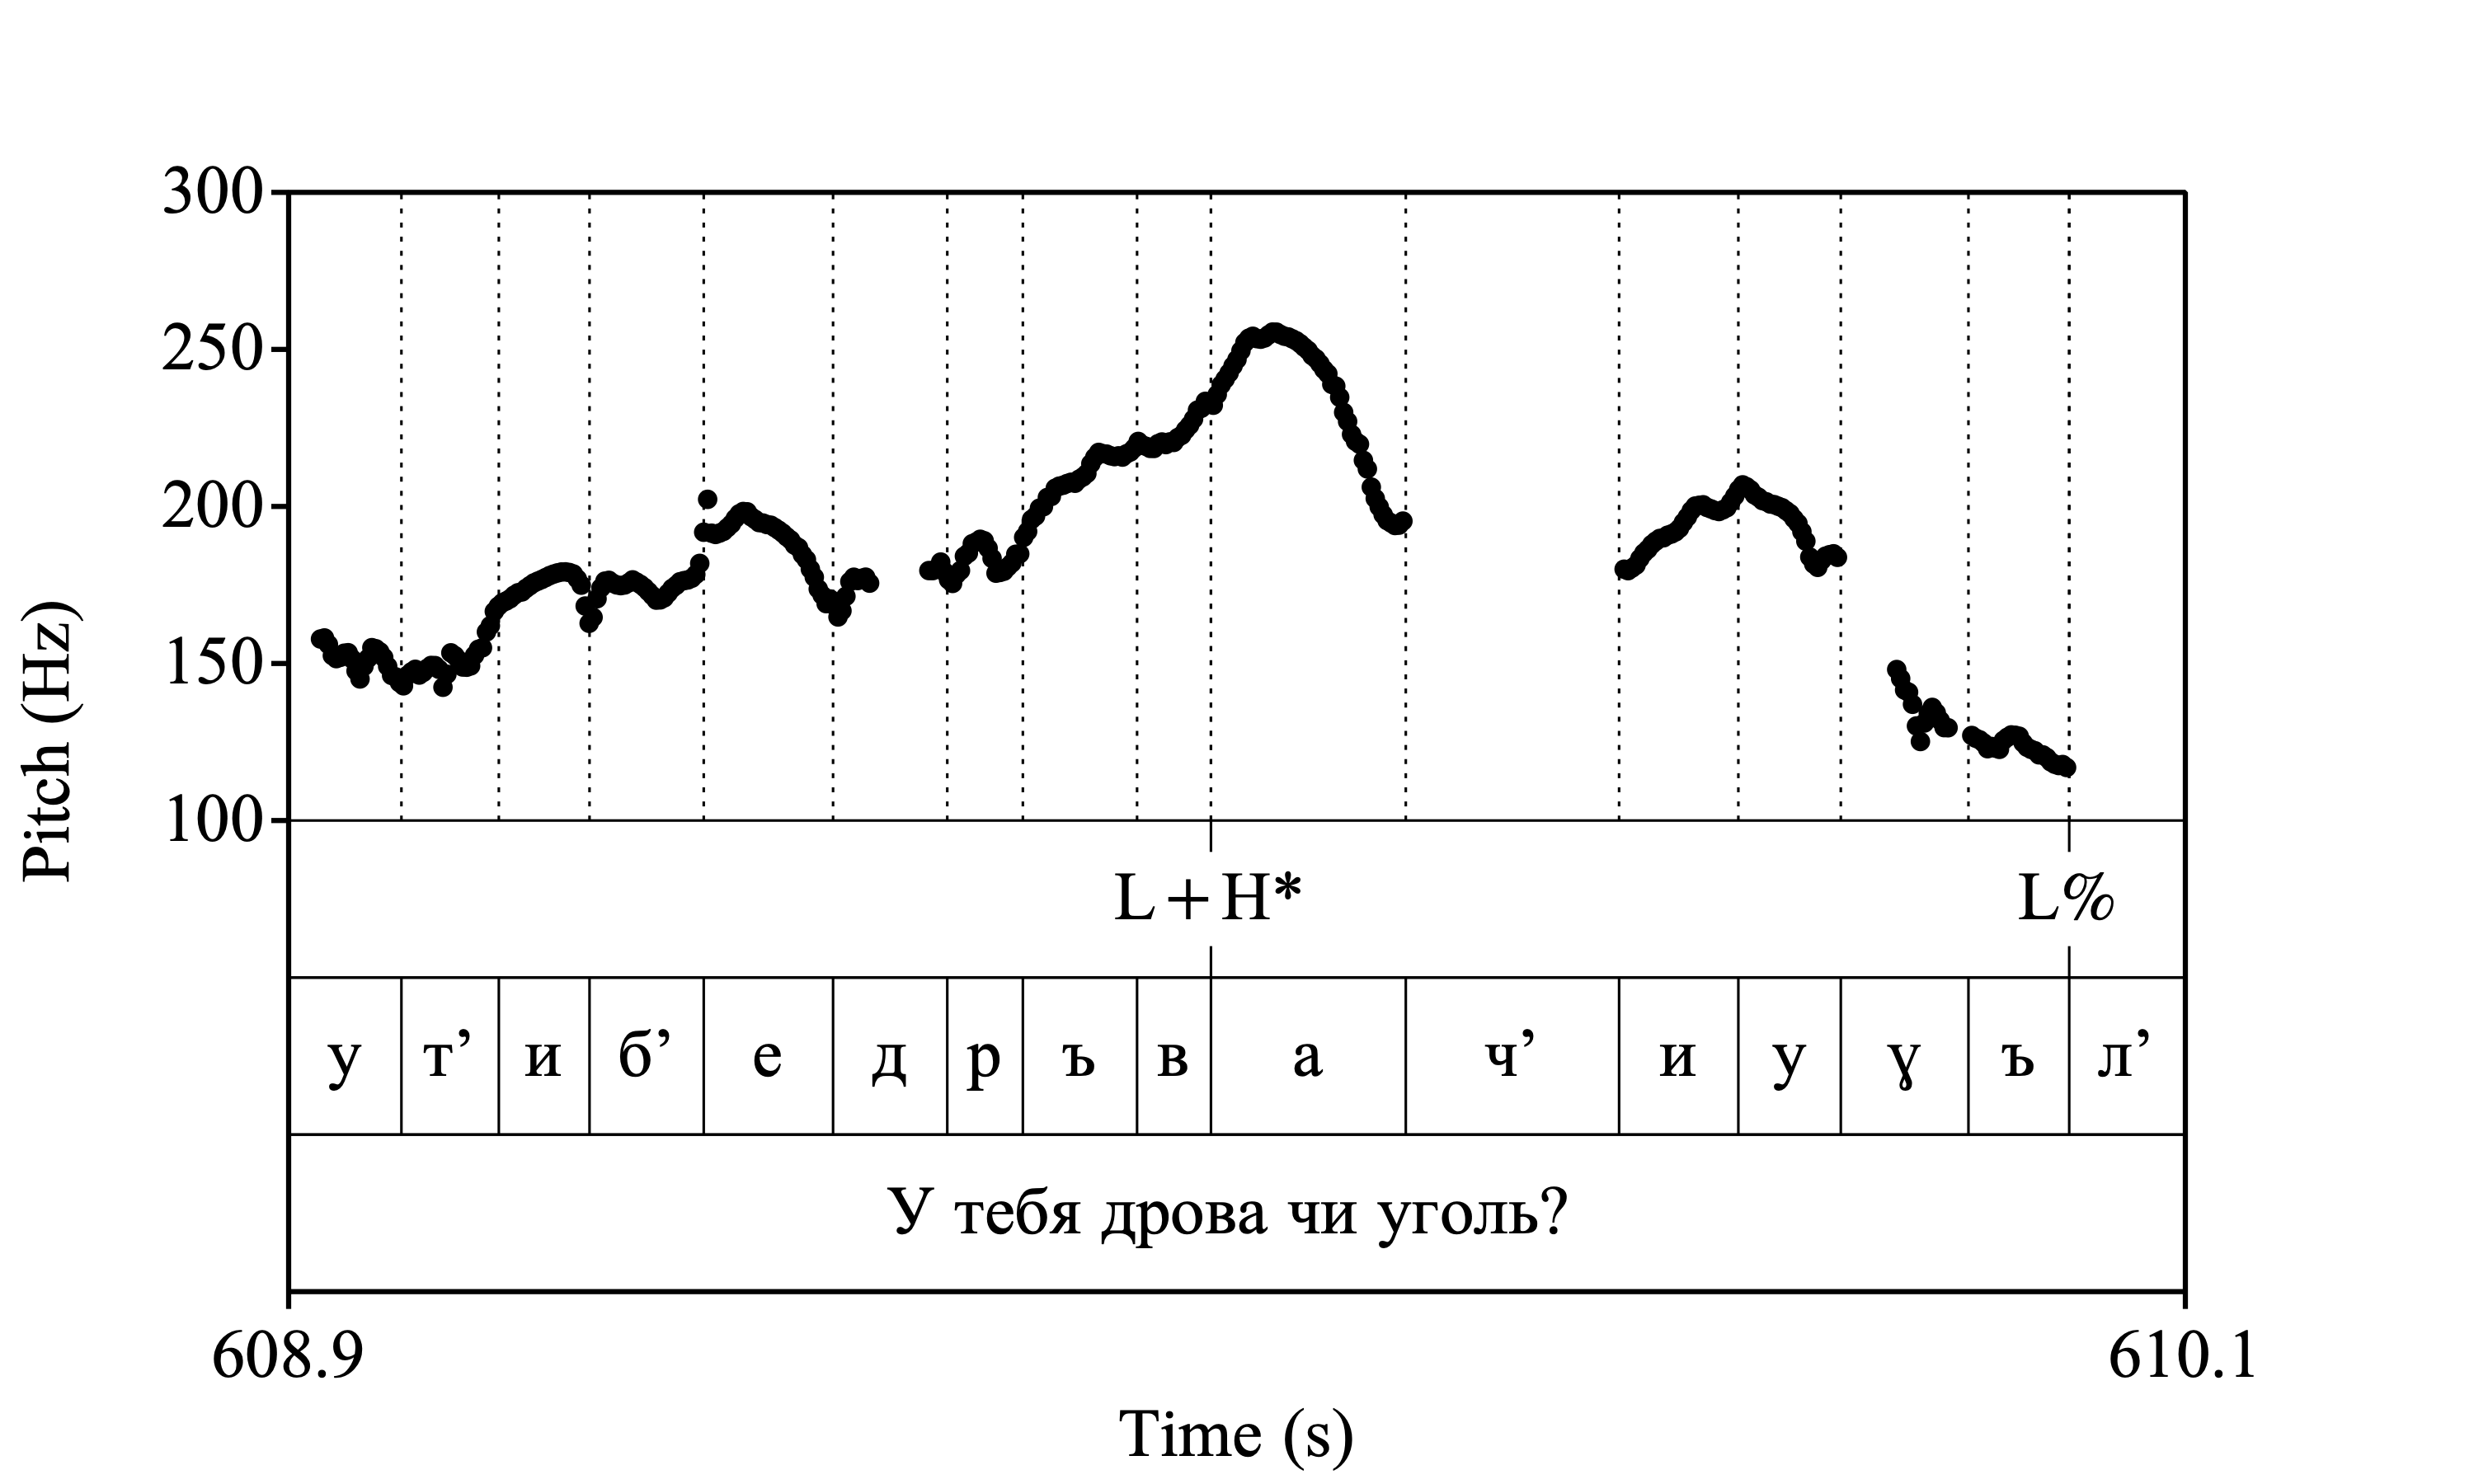 300
250
200
150
100
Pitch (Hz)
L+H* L%
у т’ и б’ е д р ъ в а ч’ и у ɣ ъ л’
У тебя дрова чи уголь?
608.9 610.1
Time (s)